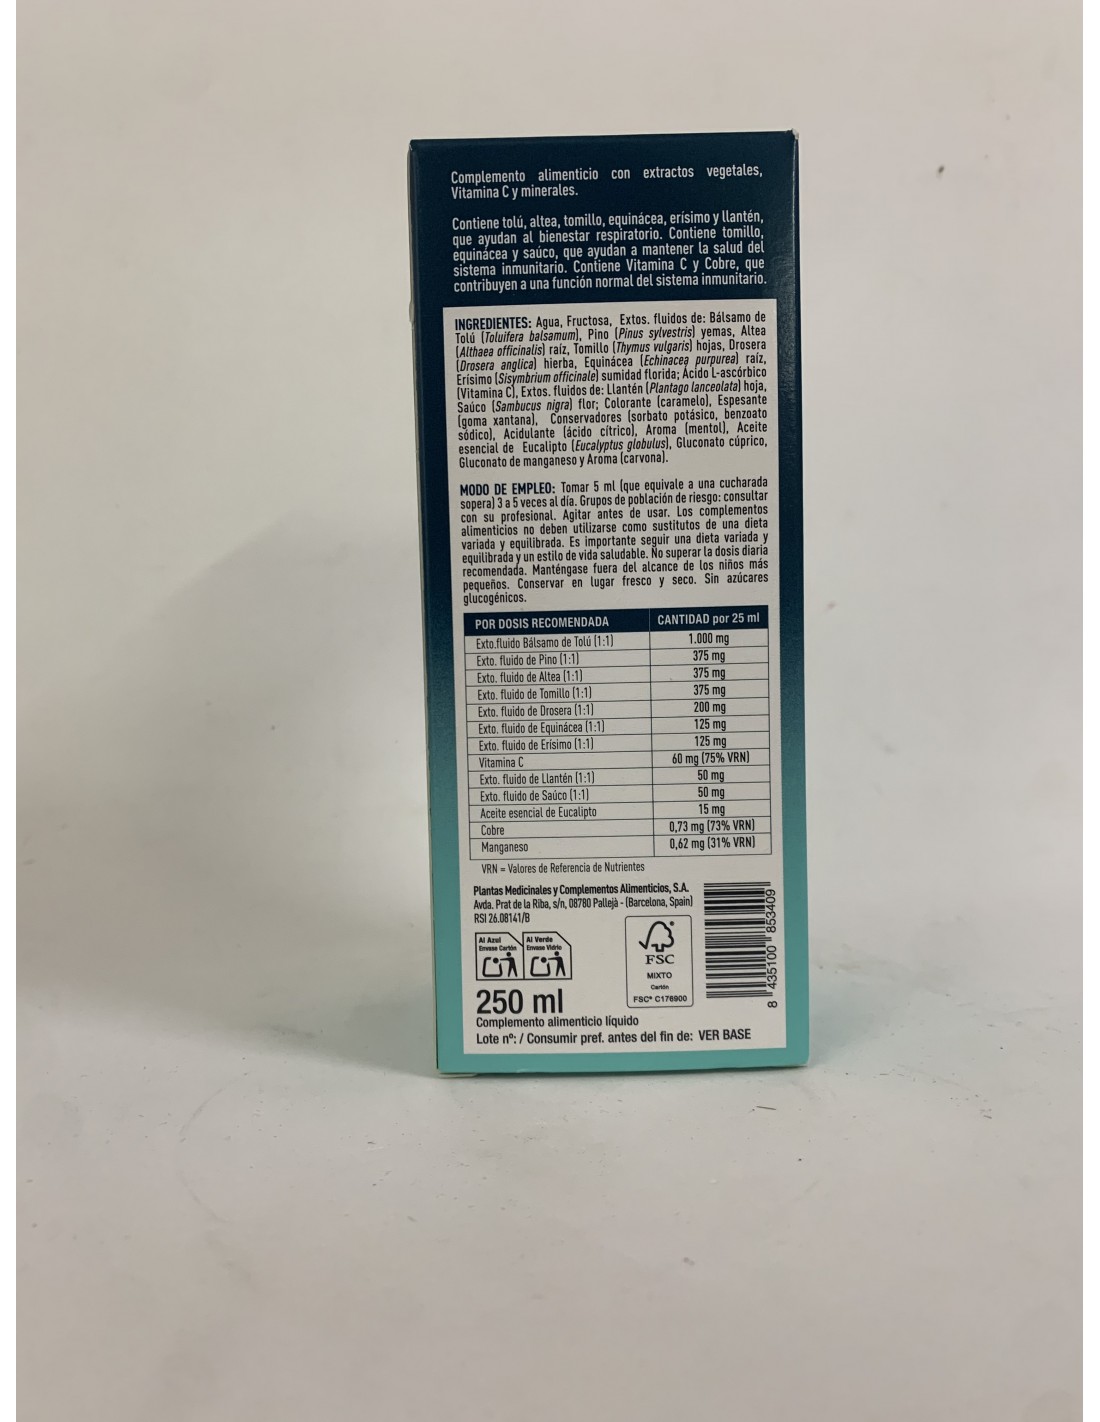 Complemento alimenticio con extractos vegetales,
Vitamina C y minerales.
Contiene tolú, altea, tomillo, equinácea, erísimo y llantén,
que ayudan al bienestar respiratorio. Contiene tomillo,
equinácea y saúco, que ayudan a mantener la salud del
sistema inmunitario. Contiene Vitamina C y Cobre, que
contribuyen a una función normal del sistema inmunitario.
INGREDIENTES: Agua, Fructosa, Extos. fluidos de: Bálsamo de
Tolú (Toluifera balsamum), Pino (Pinus sylvestris) yemas, Altea
(Althaea officinalis) raíz, Tomillo (Thymus vulgaris) hojas, Drosera
(Drosera anglica) hierba, Equinácea (Echinacea purpurea) raíz,
Erísimo (Sisymbrium officinale) sumidad florida; Ácido L-ascórbico
(Vitamina C), Extos. fluidos de: Llantén (Plantago lanceolata) hoja,
Saúco (Sambucus nigra) flor; Colorante (caramelo), Espesante
(goma xantana), Conservadores (sorbato potásico, benzoato
sódico), Acidulante (ácido cítrico), Aroma (mentol), Aceite
esencial de Eucalipto (Eucalyptus globulus), Gluconato cúprico,
Gluconato de manganeso y Aroma (carvona).
MODO DE EMPLEO: Tomar 5 ml (que equivale a una cucharada
sopera) 3 a 5 veces al día. Grupos de población de riesgo: consultar
con su profesional. Agitar antes de usar. Los complementos
alimenticios no deben utilizarse como sustitutos de una dieta
variada y equilibrada. Es importante seguir una dieta variada y
equilibrada y un estilo de vida saludable. No superar la dosis diaria
recomendada. Manténgase fuera del alcance de los niños más
pequeños. Conservar en lugar fresco y seco. Sin azúcares
glucogénicos.
POR DOSIS RECOMENDADA CANTIDAD por 25 ml
Exto.fluido Bálsamo de Tolú (1:1) 1.000 mg
Exto. fluido de Pino (1:1) 375 mg
Exto. fluido de Altea (1:1) 375 mg
Exto. fluido de Tomillo (1:1) 375 mg
Exto. fluido de Drosera (1:1) 200 mg
Exto. fluido de Equinácea (1:1) 125 mg
Exto. fluido de Erísimo (1:1) 125 mg
Vitamina C 60 mg (75% VRN)
Exto. fluido de Llantén (1:1) 50 mg
Exto. fluido de Saúco (1:1) 50 mg
Aceite esencial de Eucalipto 15 mg
Cobre 0,73 mg (73% VRN)
Manganeso 0,62 mg (31% VRN)
VRN = Valores de Referencia de Nutrientes
Plantas Medicinales y Complementos Alimenticios, S.A.
Avda. Prat de la Riba, s/n, 08780 Pallejà - (Barcelona, Spain)
RSI 26.08141/B
Al Azul
Envase Cartón
Al Verde
Envase Vidrio
FSC
MIXTO
Cartón
FSC® C176900
8 435100 853409
250 ml
Complemento alimenticio líquido
Lote nº: / Consumir pref. antes del fin de: VER BASE